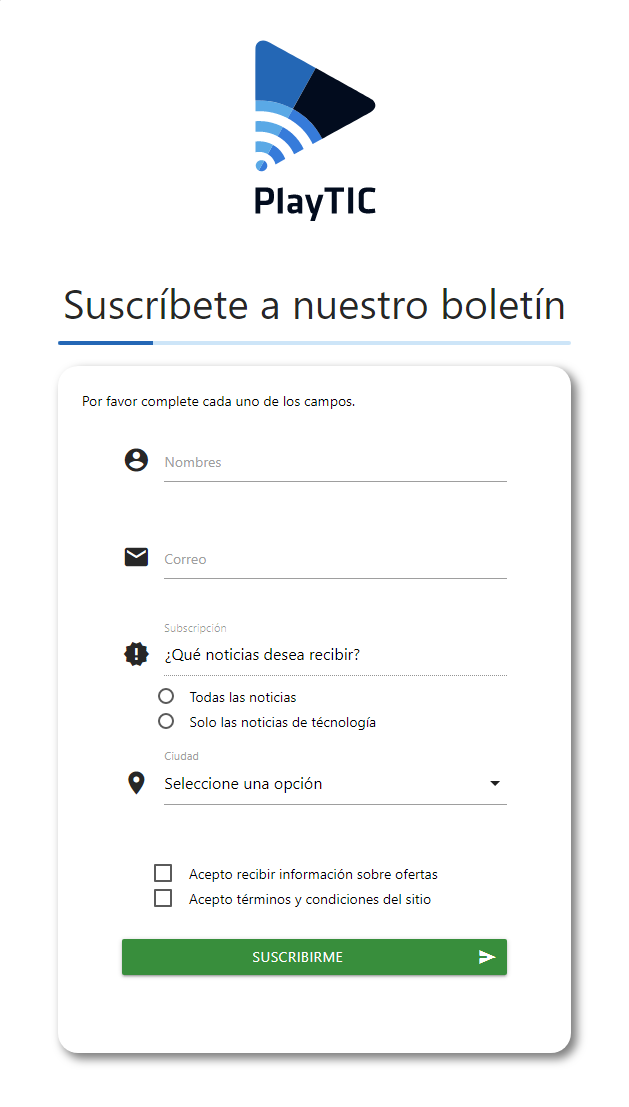 PlayTIC
Suscríbete a nuestro boletín
Por favor complete cada uno de los campos.
Nombres
Correo
Subscripción
¿Qué noticias desea recibir?
Todas las noticias
Solo las noticias de técnología
Ciudad
Seleccione una opción
Acepto recibir información sobre ofertas
Acepto términos y condiciones del sitio
SUSCRIBIRME